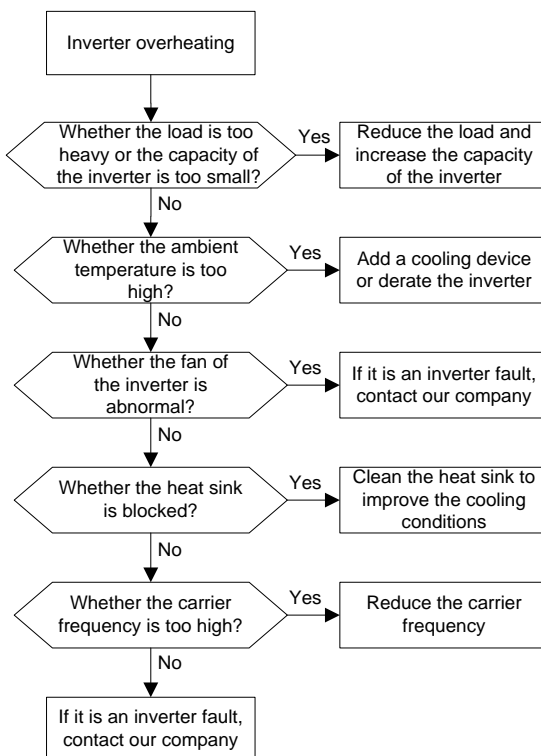 Inverter overheating
Whether the load is too
heavy or the capacity of
the inverter is too small?
Yes
Reduce the load and
increase the capacity
of the inverter
No
Whether the ambient
temperature is too
high?
Yes
Add a cooling device
or derate the inverter
No
Whether the fan of
the inverter is
abnormal?
Yes
If it is an inverter fault,
contact our company
No
Whether the heat sink
is blocked?
Yes
Clean the heat sink to
improve the cooling
conditions
No
Whether the carrier
frequency is too high?
Yes
Reduce the carrier
frequency
No
If it is an inverter fault,
contact our company